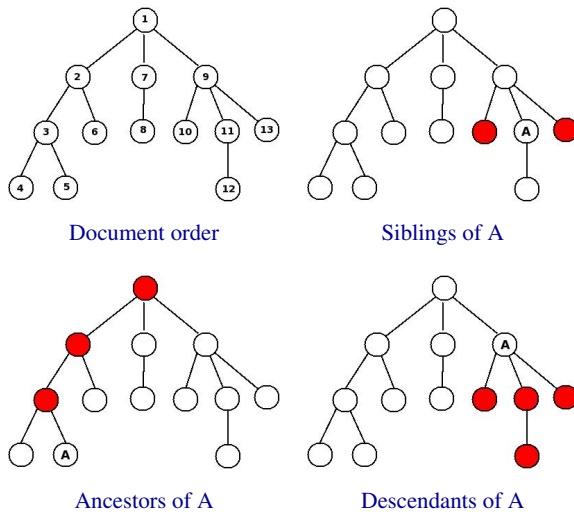 1
2 7 9
3 6 8 10 11 13
4 5 12
A
Document order Siblings of A
A
A
Ancestors of A Descendants of A